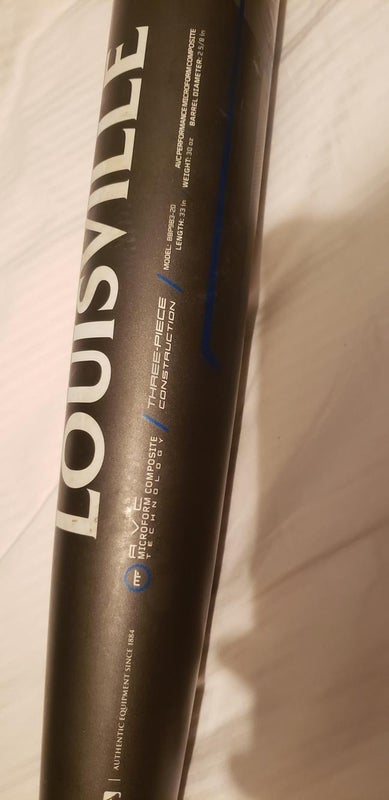 LOUISVILLE
AVC PERFORMANCE MICROFORM COMPOSITE
WEIGHT: 30 oz BARREL DIAMETER: 2 5/8 in
MODEL: BBP9B3-20
LENGTH: 33 in
THREE-PIECE
CONSTRUCTION
AVC
MICROFORM COMPOSITE
TECHNOLOGY
AUTHENTIC EQUIPMENT SINCE 1884